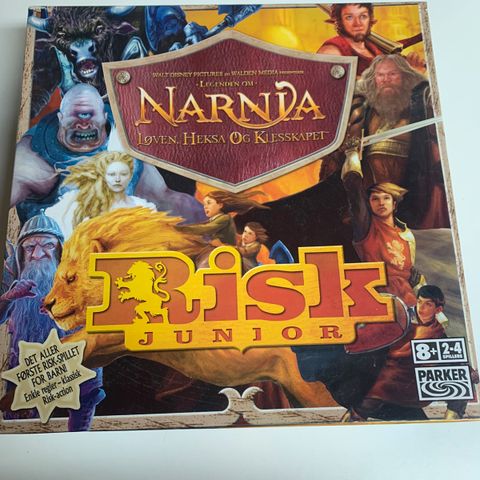 WALT DISNEY PICTURES OG WALDEN MEDIA PRESENTERER
LEGENDEN OM
NARNIA
LØVEN, HEKSA OG KLESSKAPET
RISK
JUNIOR
DET ALLER
FØRSTE RISK-SPILLET
FOR BARN!
Enkle regler – klassisk
Risk-action
8+
2-4
SPILLERE
PARKER